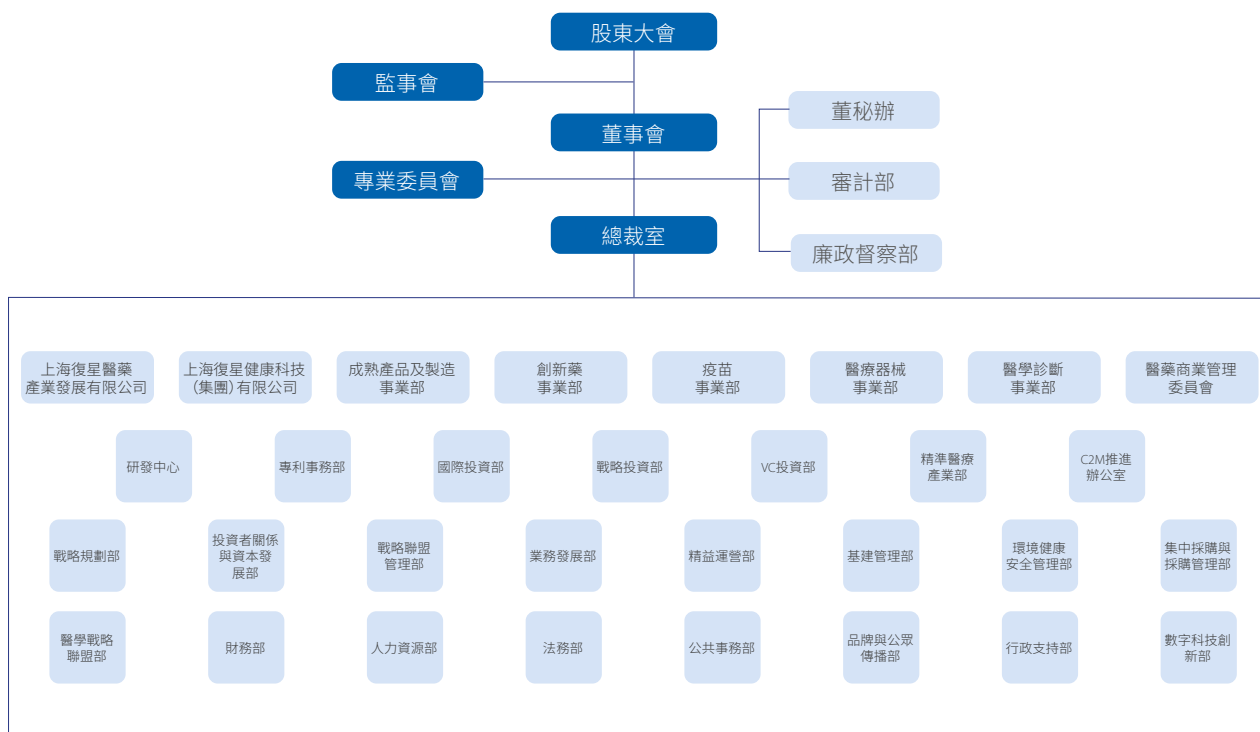 股東大會
監事會
董秘辦
董事會
專業委員會
審計部
總裁室
廉政督察部
上海復星醫藥
產業發展有限公司
上海復星健康科技
(集團)有限公司
成熟產品及製造
事業部
創新藥
事業部
疫苗
事業部
醫療器械
事業部
醫學診斷
事業部
醫藥商業管理
委員會
研發中心
專利事務部
國際投資部
戰略投資部
VC投資部
精準醫療
產業部
C2M推進
辦公室
戰略規劃部
投資者關係
與資本發
展部
戰略聯盟
管理部
業務發展部
精益運營部
基建管理部
環境健康
安全管理部
集中採購與
採購管理部
醫學戰略
聯盟部
財務部
人力資源部
法務部
公共事務部
品牌與公眾
傳播部
行政支持部
數字科技創
新部